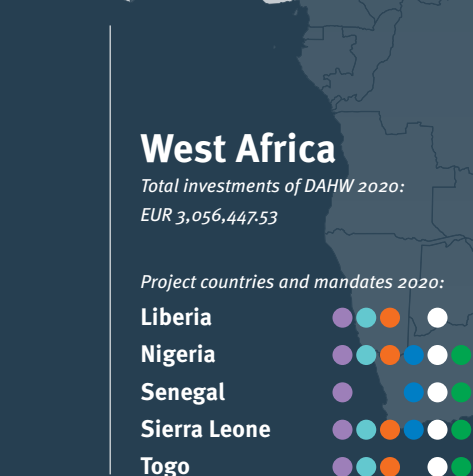 West Africa
Total investments of DAHW 2020:
EUR 3,056,447.53
Project countries and mandates 2020:
Liberia
Nigeria
Senegal
Sierra Leone
Togo